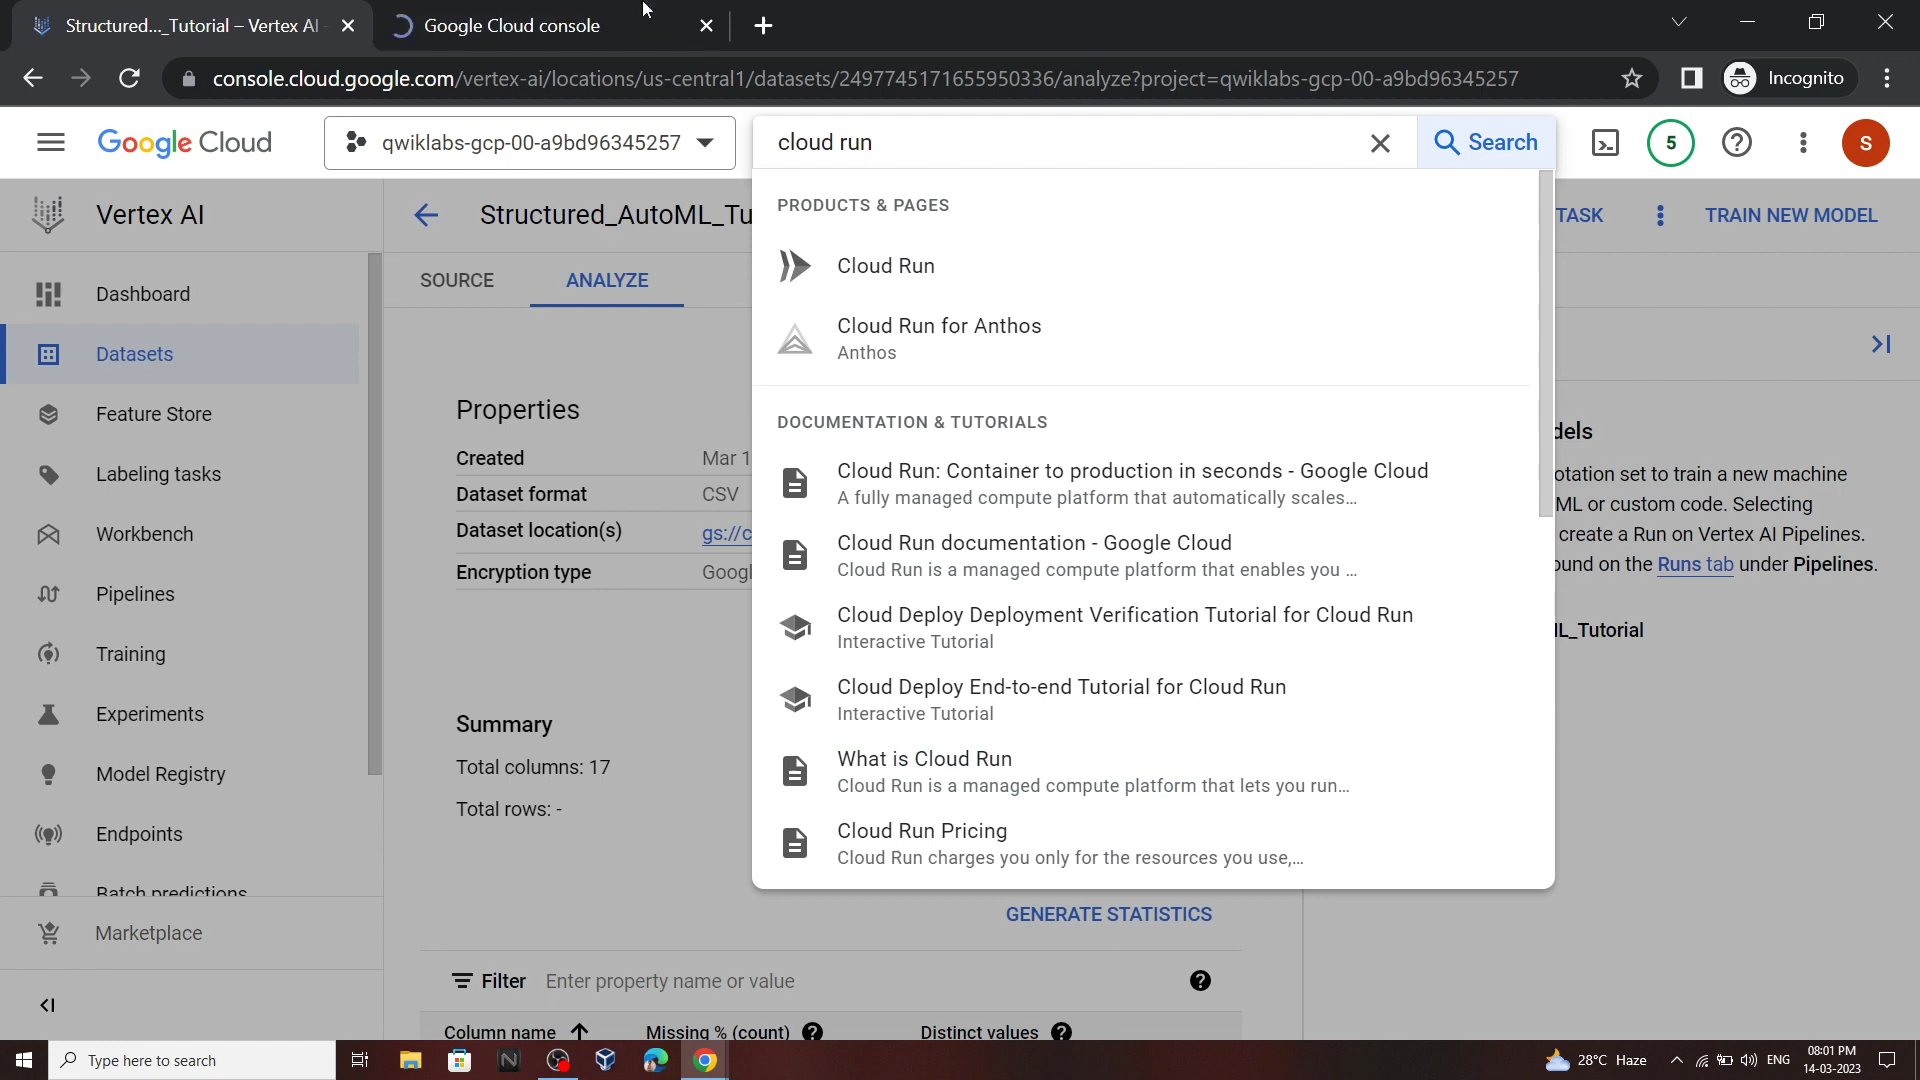 Structured..._Tutorial – Vertex AI
Google Cloud console
console.cloud.google.com/vertex-ai/locations/us-central1/datasets/2497745171655950336/analyze?project=qwiklabs-gcp-00-a9bd96345257
Incognito
Google Cloud
qwiklabs-gcp-00-a9bd96345257
cloud run
Search
5
S
Vertex AI
Structured_AutoML_Tu
TASK
TRAIN NEW MODEL
Dashboard
Datasets
Feature Store
Labeling tasks
Workbench
Pipelines
Training
Experiments
Model Registry
Endpoints
Batch predictions
Marketplace
SOURCE
ANALYZE
Properties
Created Mar 1
Dataset format CSV
Dataset location(s) gs://c
Encryption type Googl
Summary
Total columns: 17
Total rows: -
PRODUCTS & PAGES
Cloud Run
Cloud Run for Anthos
Anthos
DOCUMENTATION & TUTORIALS
Cloud Run: Container to production in seconds - Google Cloud
A fully managed compute platform that automatically scales...
Cloud Run documentation - Google Cloud
Cloud Run is a managed compute platform that enables you ...
Cloud Deploy Deployment Verification Tutorial for Cloud Run
Interactive Tutorial
Cloud Deploy End-to-end Tutorial for Cloud Run
Interactive Tutorial
What is Cloud Run
Cloud Run is a managed compute platform that lets you run...
Cloud Run Pricing
Cloud Run charges you only for the resources you use,...
dels
otation set to train a new machine
ML or custom code. Selecting
create a Run on Vertex AI Pipelines.
ound on the Runs tab under Pipelines.
IL_Tutorial
GENERATE STATISTICS
Filter Enter property name or value
Column name Missing % (count) Distinct values
Type here to search
28°C Haze
ENG
08:01 PM
14-03-2023